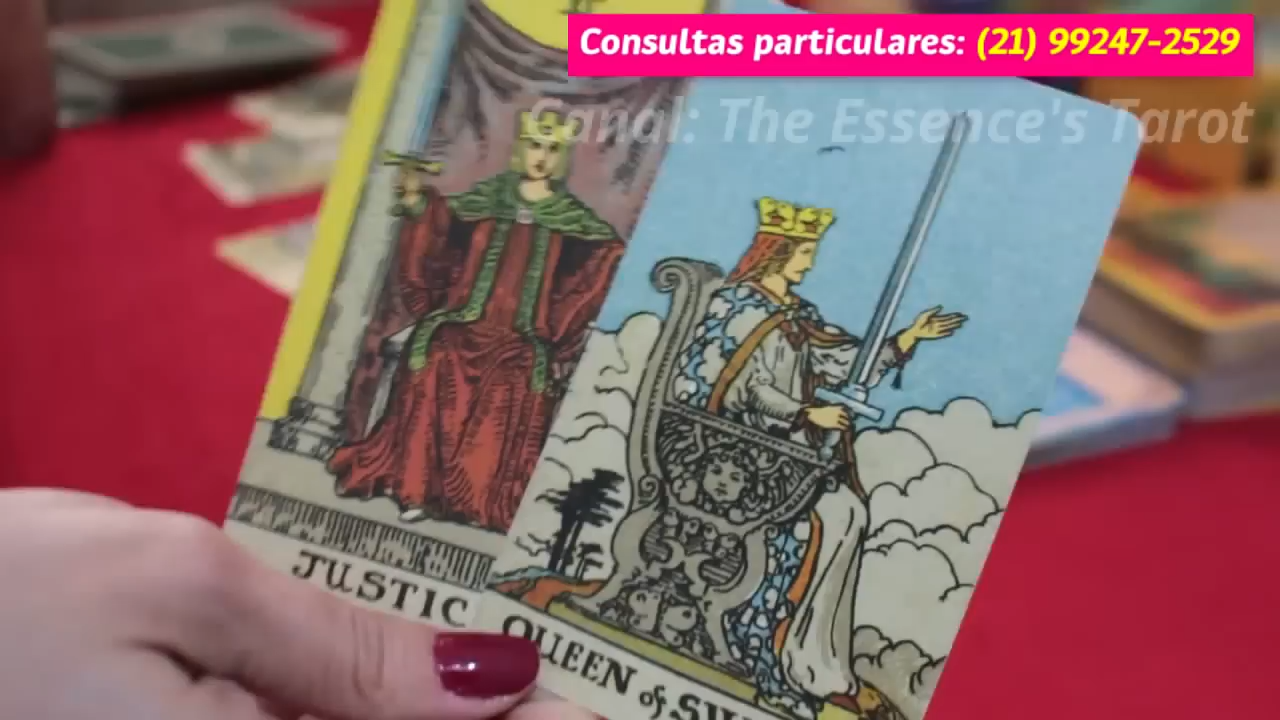 Consultas particulares: (21) 99247-2529
Canal: The Essence's Tarot
JUSTIC
QUEEN of SW